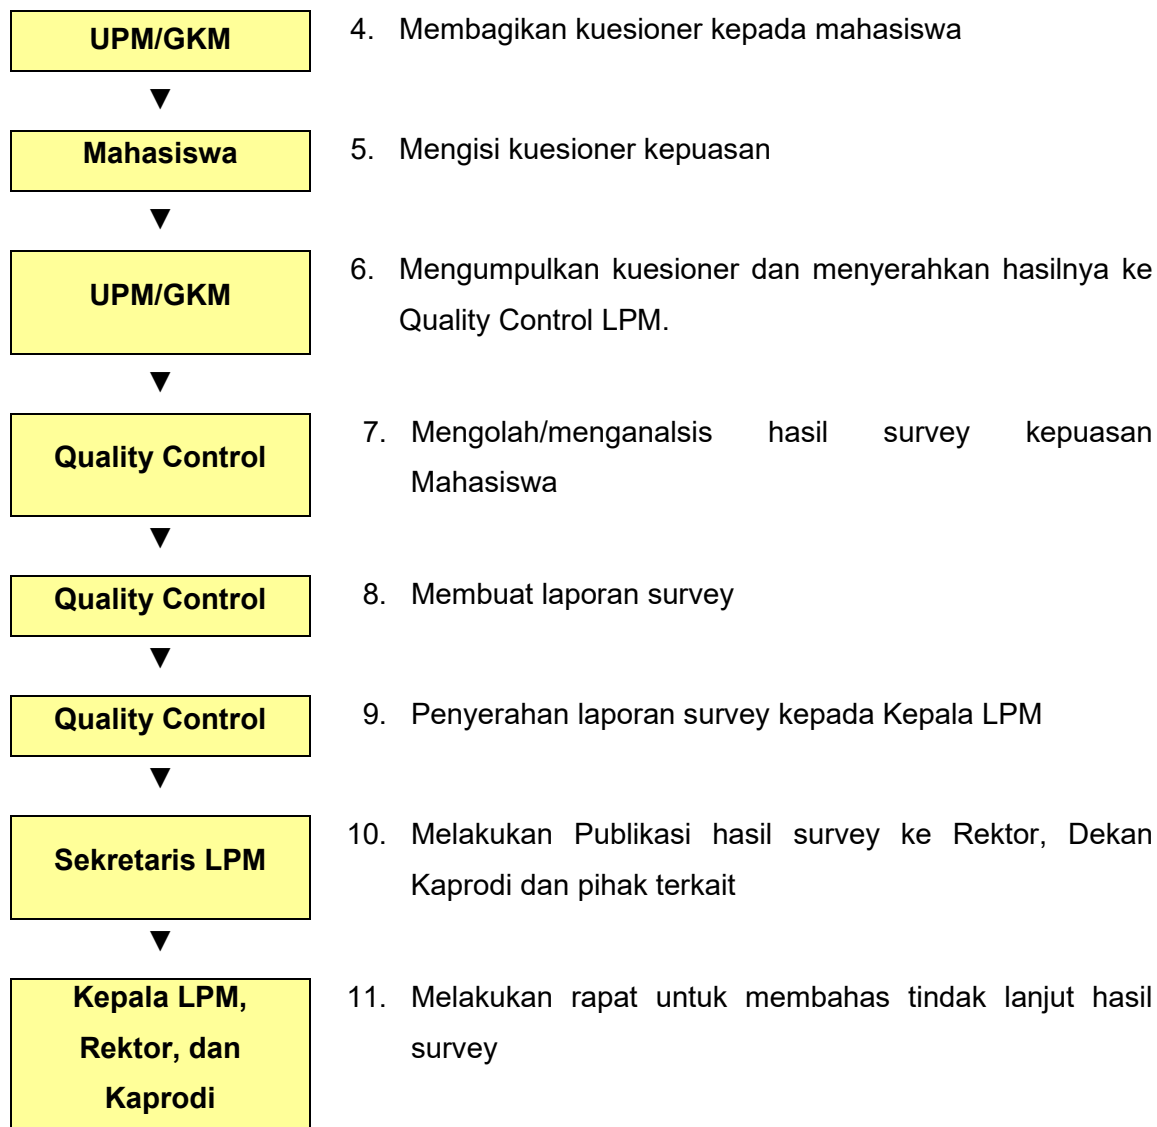 UPM/GKM
4. Membagikan kuesioner kepada mahasiswa
▼
Mahasiswa
5. Mengisi kuesioner kepuasan
▼
UPM/GKM
6. Mengumpulkan kuesioner dan menyerahkan hasilnya ke
Quality Control LPM.
▼
Quality Control
7. Mengolah/menganalsis hasil survey kepuasan
Mahasiswa
▼
Quality Control
8. Membuat laporan survey
▼
Quality Control
9. Penyerahan laporan survey kepada Kepala LPM
▼
Sekretaris LPM
10. Melakukan Publikasi hasil survey ke Rektor, Dekan
Kaprodi dan pihak terkait
▼
Kepala LPM,
Rektor, dan
Kaprodi
11. Melakukan rapat untuk membahas tindak lanjut hasil
survey